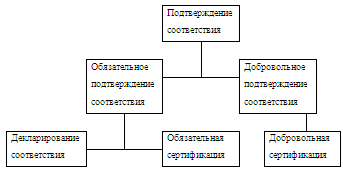 Подтверждение
соответствия
Обязательное
подтверждение
соответствия
Добровольное
подтверждение
соответствия
Декларирование
соответствия
Обязательная
сертификация
Добровольная
сертификация